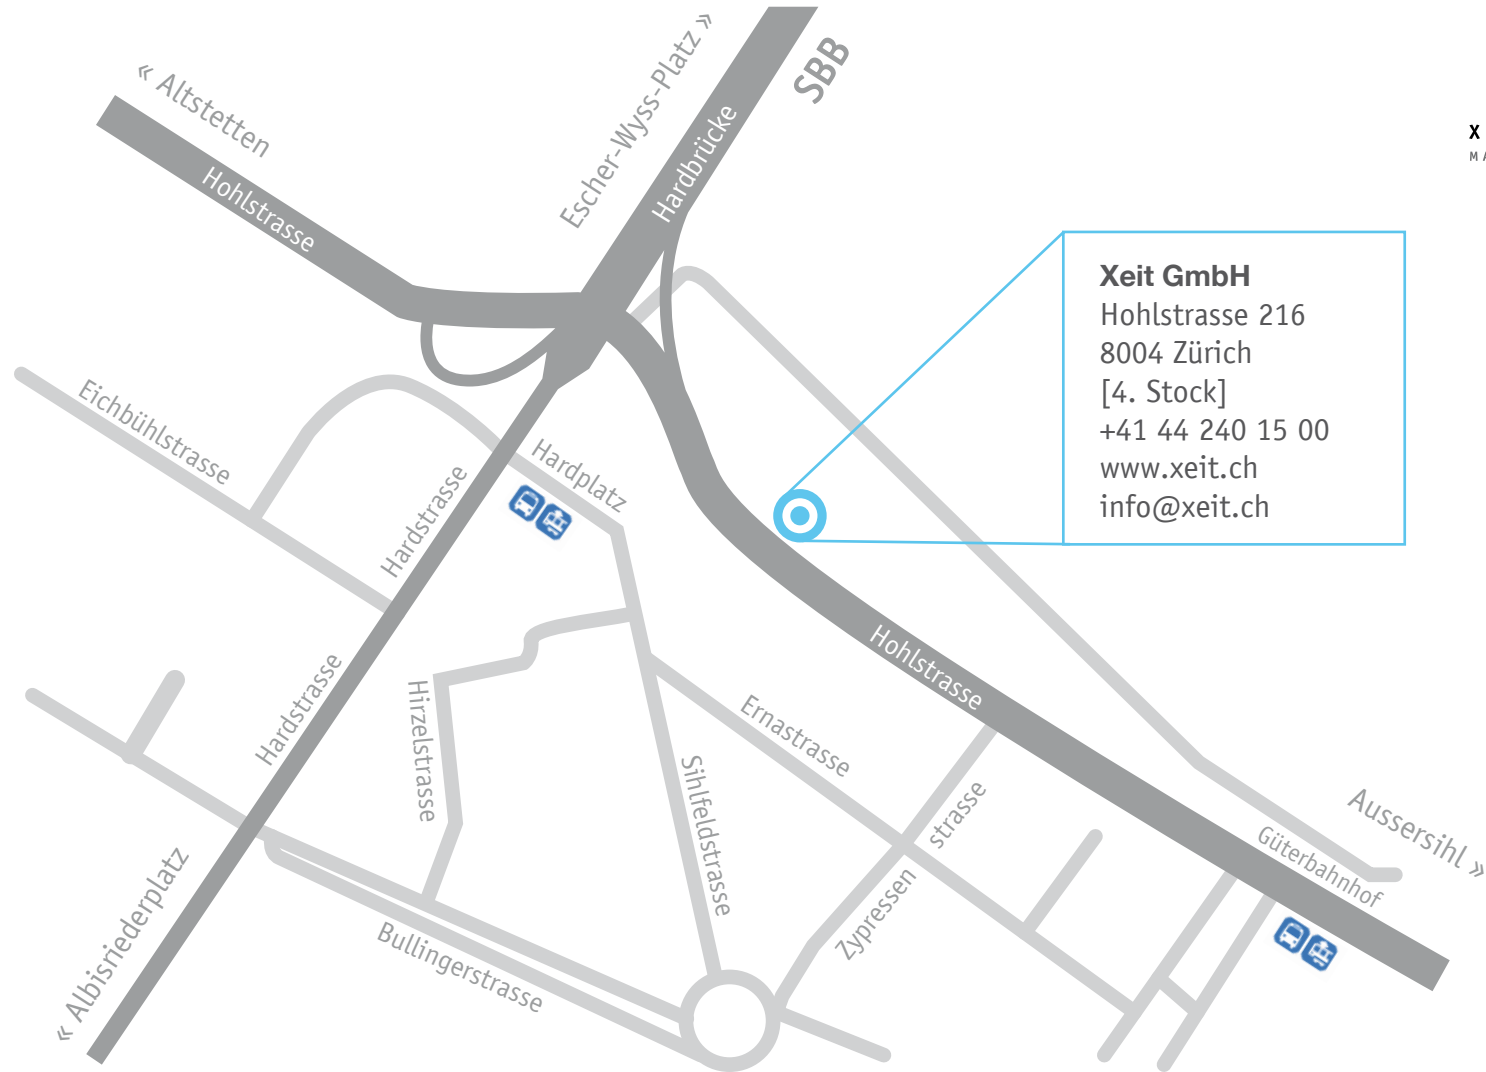 « Altstetten
Hohlstrasse
Escher-Wyss-Platz »
Hardbrücke
SBB
X
MA
Xeit GmbH
Hohlstrasse 216
8004 Zürich
[4. Stock]
+41 44 240 15 00
www.xeit.ch
info@xeit.ch
Eichbühlstrasse
Hardstrasse
Hardplatz
Hardstrasse
Hirzelstrasse
Hohlstrasse
Ernastrasse
Sihlfeldstrasse
Zypressen
strasse
Aussersihl »
Güterbahnhof
« Albisriederplatz
Bullingerstrasse